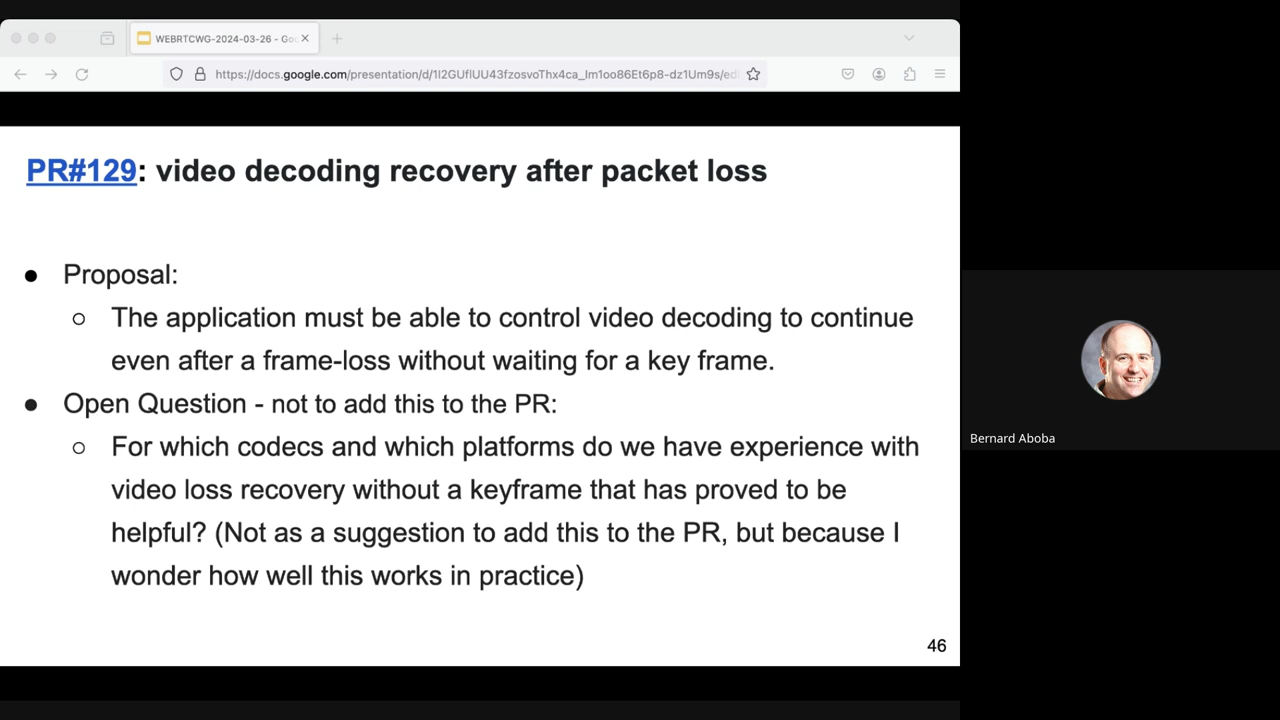 WEBRTCWG-2024-03-26 - Goo
https://docs.google.com/presentation/d/1I2GUflUU43fzosvoThx4ca_Im1oo86Et6p8-dz1Um9s/edi
PR#129: video decoding recovery after packet loss
● Proposal:
○ The application must be able to control video decoding to continue
even after a frame-loss without waiting for a key frame.
● Open Question - not to add this to the PR:
○ For which codecs and which platforms do we have experience with
video loss recovery without a keyframe that has proved to be
helpful? (Not as a suggestion to add this to the PR, but because I
wonder how well this works in practice)
46
Bernard Aboba